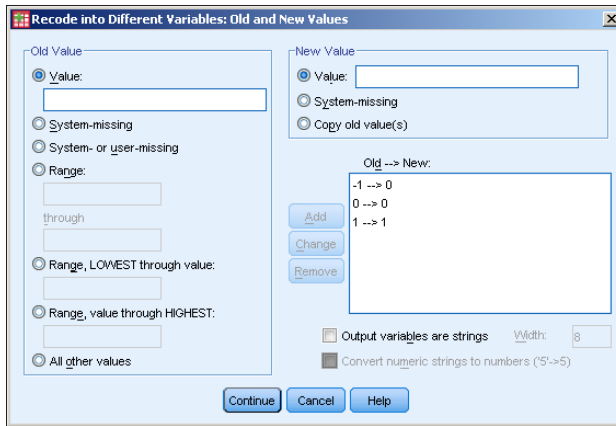 Recode into Different Variables: Old and New Values
Old Value
Value:
System-missing
System- or user-missing
Range:
through
Range, LOWEST through value:
Range, value through HIGHEST:
All other values
New Value
Value:
System-missing
Copy old value(s)
Old --> New:
-1 --> 0
0 --> 0
1 --> 1
Add
Change
Remove
Output variables are strings
Width:
8
Convert numeric strings to numbers ('5'->5)
Continue
Cancel
Help